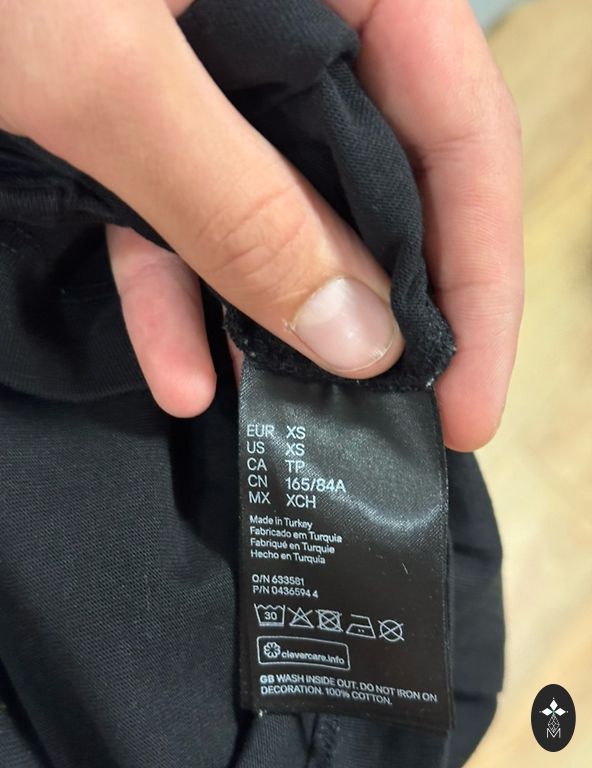 EUR XS
US XS
CA TP
CN 165/84A
MX XCH
Made in Turkey
Fabricado em Turquia
Fabriqué en Turquie
Hecho en Turquía
O/N 633581
P/N 0436594 4
30
clevercare.info
GB WASH INSIDE OUT. DO NOT IRON ON
DECORATION. 100% COTTON.
M